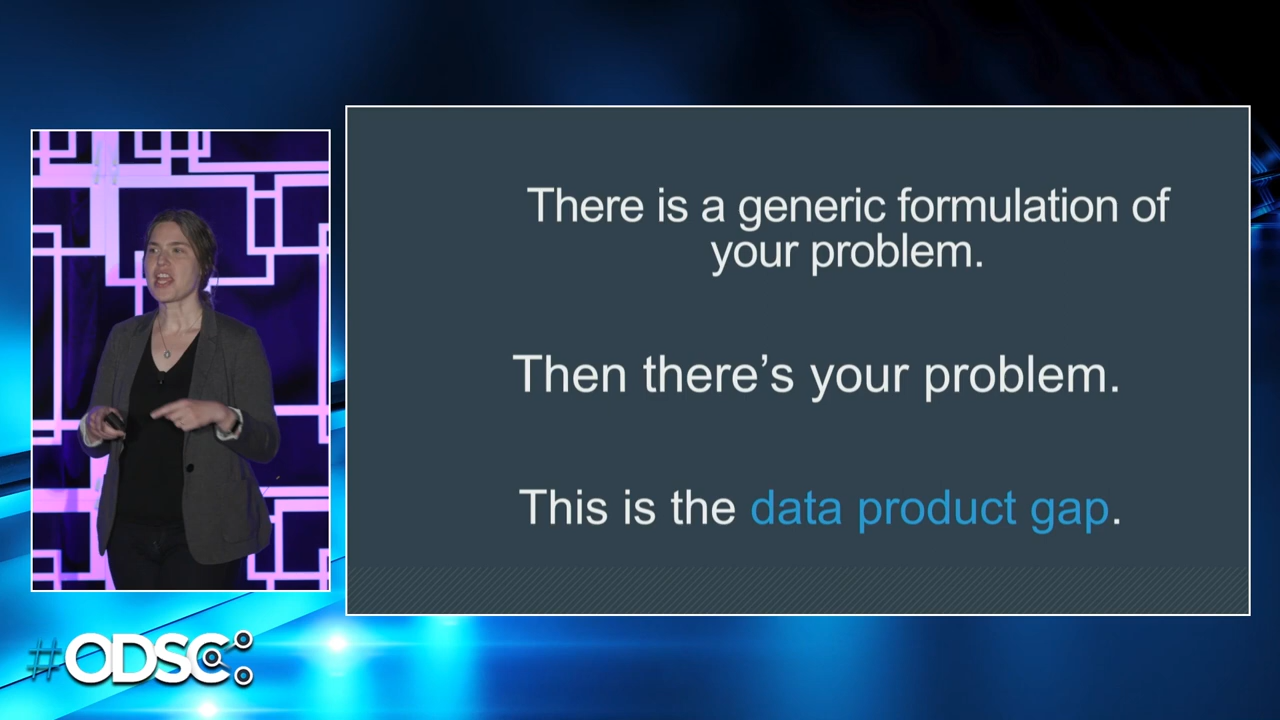 There is a generic formulation of
your problem.
Then there’s your problem.
This is the data product gap.
#ODSC